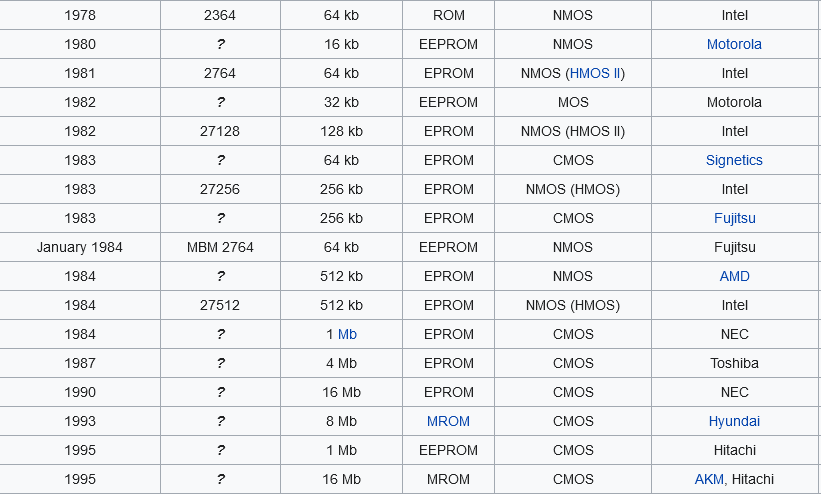 1978 2364 64 kb ROM NMOS Intel
1980 ? 16 kb EEPROM NMOS Motorola
1981 2764 64 kb EPROM NMOS (HMOS II) Intel
1982 ? 32 kb EEPROM MOS Motorola
1982 27128 128 kb EPROM NMOS (HMOS II) Intel
1983 ? 64 kb EPROM CMOS Signetics
1983 27256 256 kb EPROM NMOS (HMOS) Intel
1983 ? 256 kb EPROM CMOS Fujitsu
January 1984 MBM 2764 64 kb EEPROM NMOS Fujitsu
1984 ? 512 kb EPROM NMOS AMD
1984 27512 512 kb EPROM NMOS (HMOS) Intel
1984 ? 1 Mb EPROM CMOS NEC
1987 ? 4 Mb EPROM CMOS Toshiba
1990 ? 16 Mb EPROM CMOS NEC
1993 ? 8 Mb MROM CMOS Hyundai
1995 ? 1 Mb EEPROM CMOS Hitachi
1995 ? 16 Mb MROM CMOS AKM, Hitachi